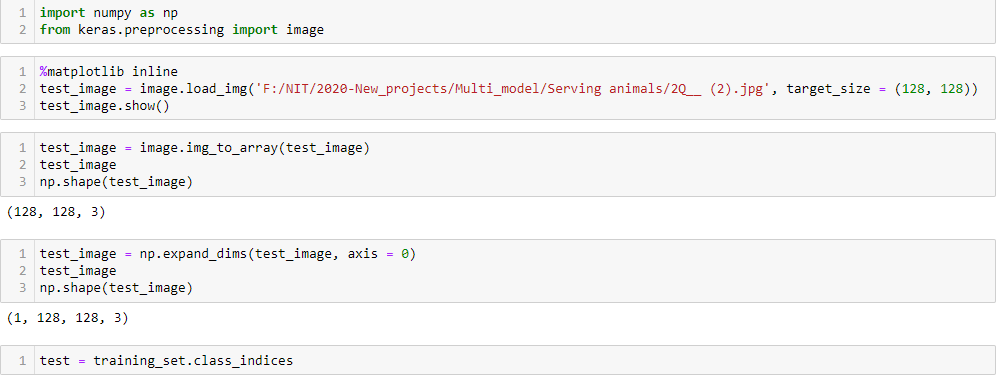 1 import numpy as np
2 from keras.preprocessing import image
1 %matplotlib inline
2 test_image = image.load_img('F:/NIT/2020-New_projects/Multi_model/Serving animals/2Q__ (2).jpg', target_size = (128, 128))
3 test_image.show()
1 test_image = image.img_to_array(test_image)
2 test_image
3 np.shape(test_image)
(128, 128, 3)
1 test_image = np.expand_dims(test_image, axis = 0)
2 test_image
3 np.shape(test_image)
(1, 128, 128, 3)
1 test = training_set.class_indices